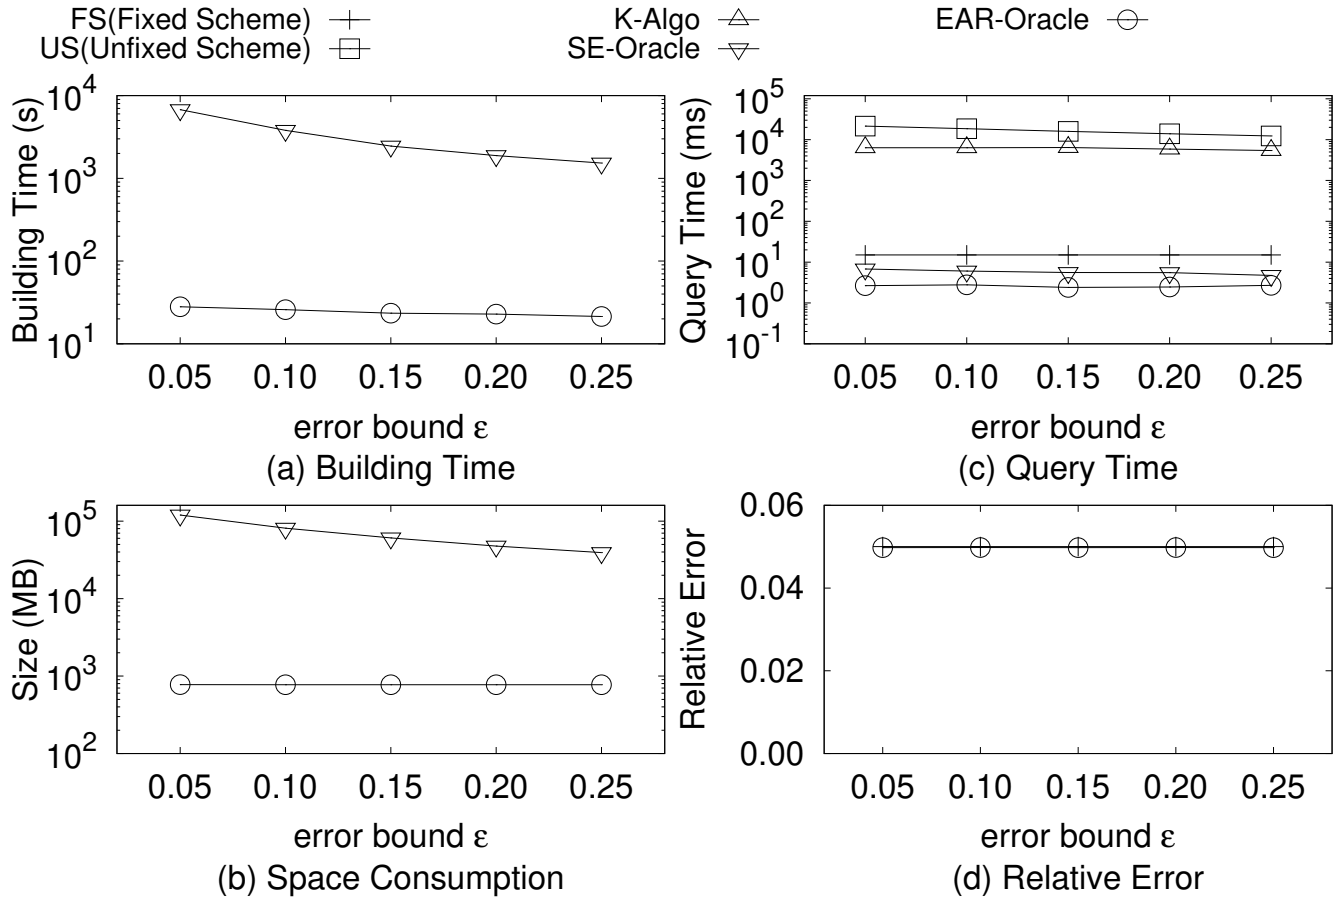 FS(Fixed Scheme)
US(Unfixed Scheme)
K-Algo
SE-Oracle
EAR-Oracle
Building Time (s)
10^4
10^3
10^2
10^1
0.05 0.10 0.15 0.20 0.25
error bound ε
(a) Building Time
Query Time (ms)
10^5
10^4
10^3
10^2
10^1
10^0
10^-1
0.05 0.10 0.15 0.20 0.25
error bound ε
(c) Query Time
Size (MB)
10^5
10^4
10^3
10^2
0.05 0.10 0.15 0.20 0.25
error bound ε
(b) Space Consumption
Relative Error
0.06
0.04
0.02
0.00
0.05 0.10 0.15 0.20 0.25
error bound ε
(d) Relative Error